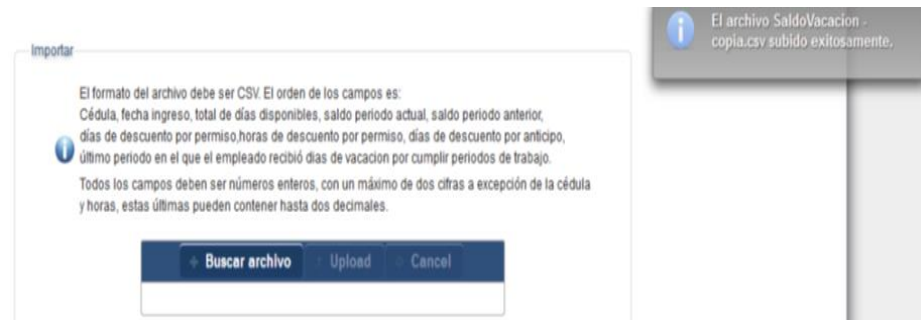 El archivo SaldoVacacion -
copia.csv subido exitosamente.
Importar
El formato del archivo debe ser CSV. El orden de los campos es:
Cédula, fecha ingreso, total de días disponibles, saldo periodo actual, saldo periodo anterior,
días de descuento por permiso,horas de descuento por permiso, días de descuento por anticipo,
último periodo en el que el empleado recibió dias de vacacion por cumplir periodos de trabajo.
Todos los campos deben ser números enteros, con un máximo de dos cifras a excepción de la cédula
y horas, estas últimas pueden contener hasta dos decimales.
Buscar archivo Upload Cancel